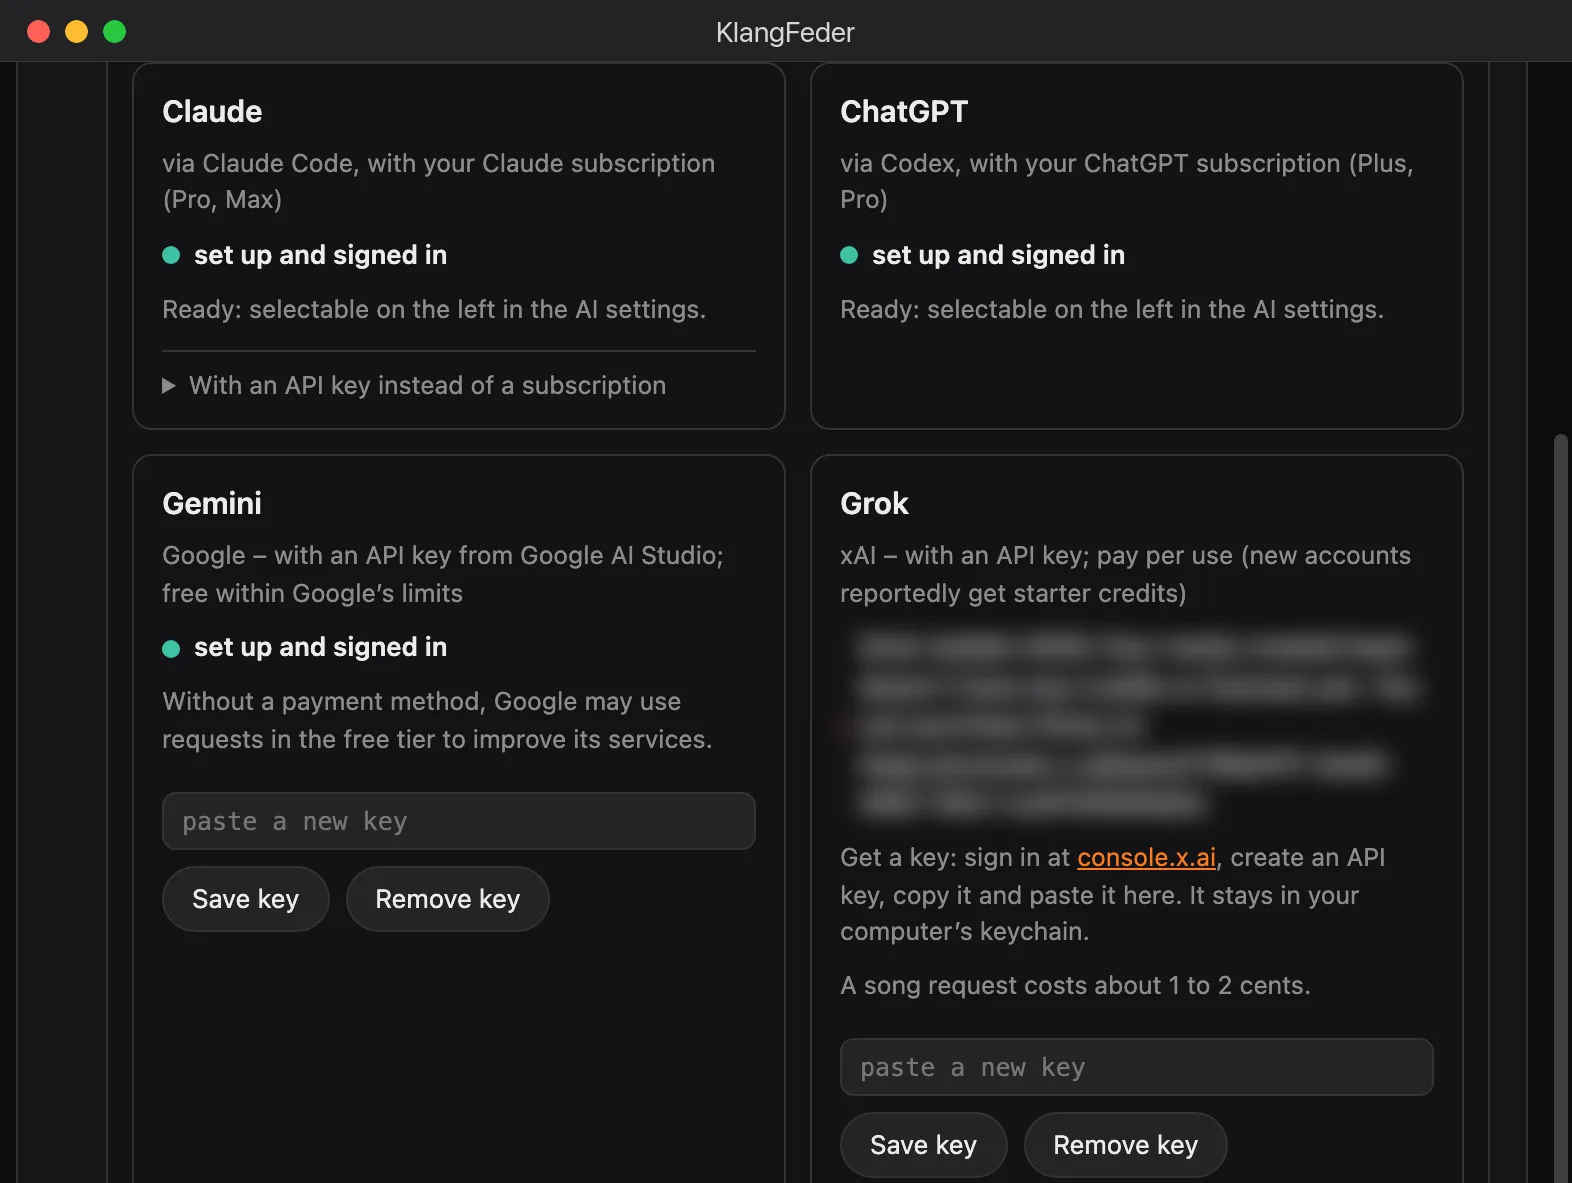 KlangFeder
Claude
via Claude Code, with your Claude subscription
(Pro, Max)
set up and signed in
Ready: selectable on the left in the AI settings.
With an API key instead of a subscription
ChatGPT
via Codex, with your ChatGPT subscription (Plus,
Pro)
set up and signed in
Ready: selectable on the left in the AI settings.
Gemini
Google – with an API key from Google AI Studio;
free within Google’s limits
set up and signed in
Without a payment method, Google may use
requests in the free tier to improve its services.
paste a new key
Save key Remove key
Grok
xAI – with an API key; pay per use (new accounts
reportedly get starter credits)
Get a key: sign in at console.x.ai, create an API
key, copy it and paste it here. It stays in your
computer’s keychain.
A song request costs about 1 to 2 cents.
paste a new key
Save key Remove key